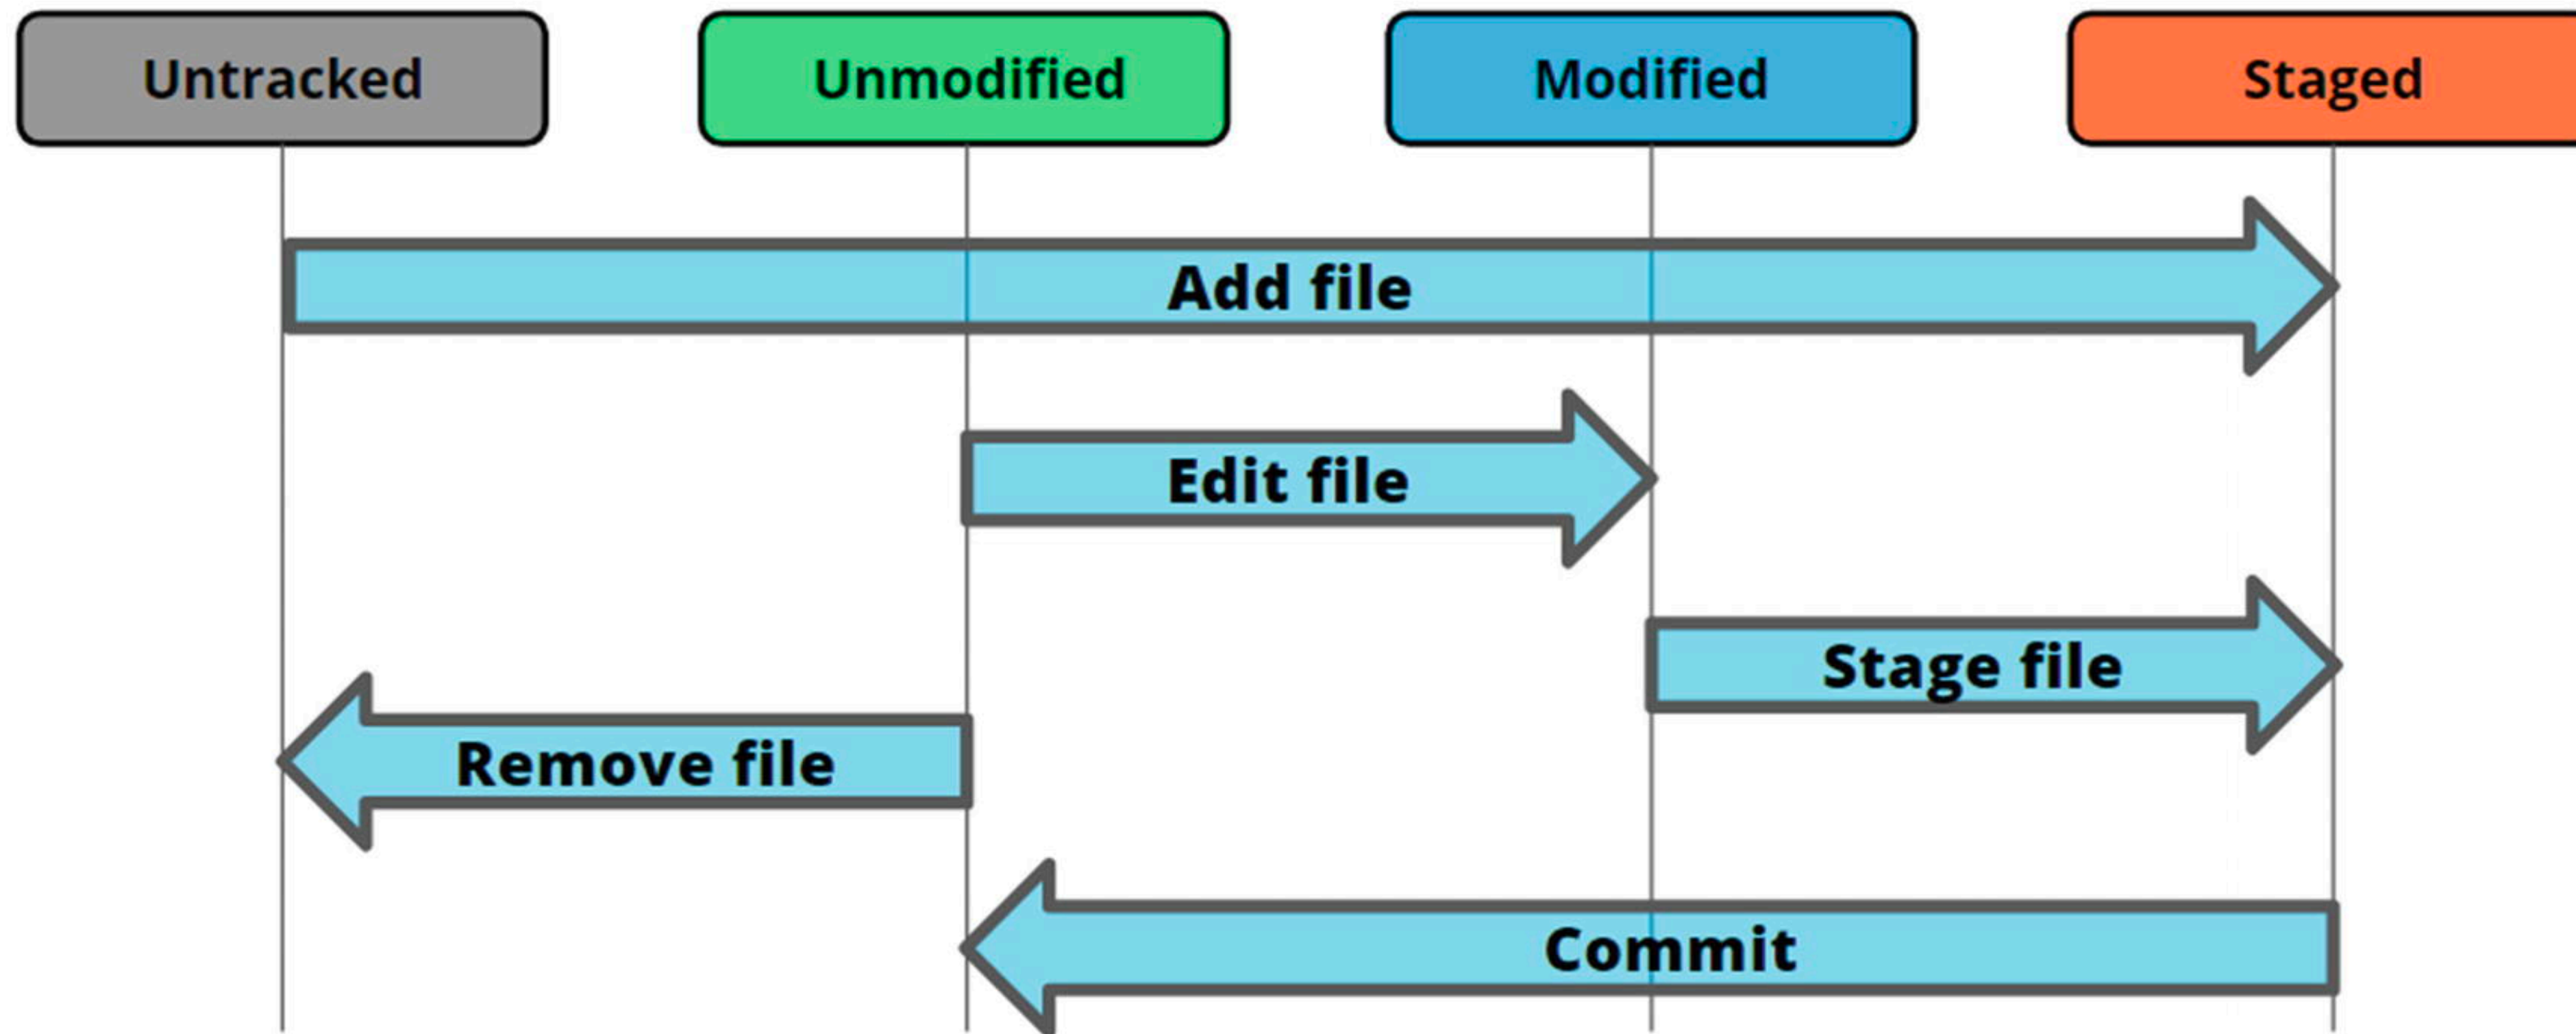 Untracked
Unmodified
Modified
Staged
Add file
Edit file
Stage file
Remove file
Commit